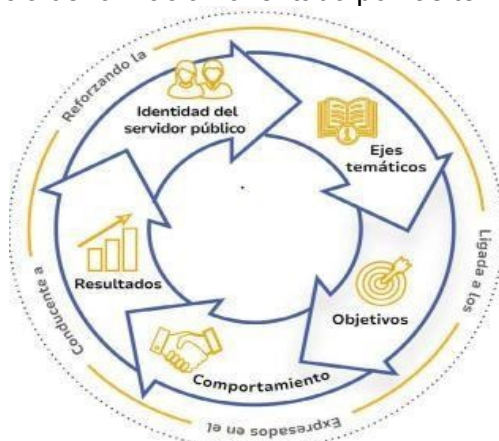 Reforzando la
Identidad del
servidor público
Ejes
temáticos
Ligada a los
Objetivos
Expresados en el
Comportamiento
Conducente a
Resultados